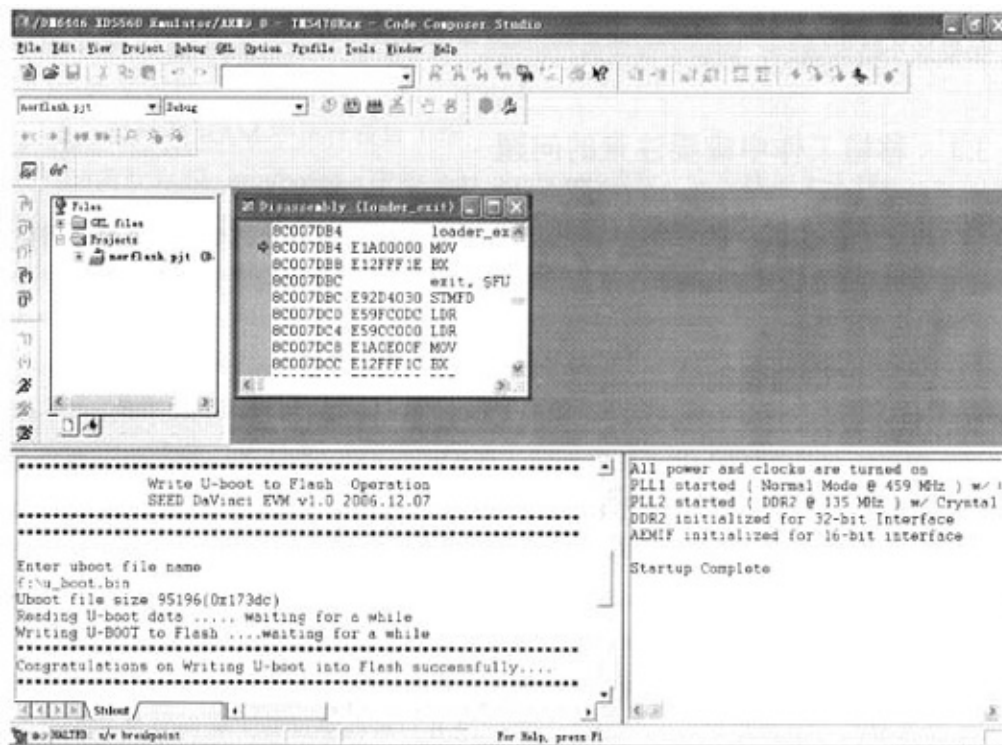 /DM6446 XDS560 Emulator/ARM9_0 - TMS470Rxx - Code Composer Studio
File Edit View Project Debug GEL Option Profile Tools Window Help
norflash.pjt Debug
Files
GEL files
Projects
norflash.pjt
Disassembly (loader_exit)
8C007DB4 loader_ex
8C007DB4 E1A00000 MOV
8C007DB8 E12FFF1E BX
8C007DBC exit, $FU
8C007DBC E92D4030 STMFD
8C007DC0 E59FC0DC LDR
8C007DC4 E59CC000 LDR
8C007DC8 E1A0E00F MOV
8C007DCC E12FFF1C BX
Write U-boot to Flash Operation
SEED DaVinci EVM v1.0 2006.12.07
Enter uboot file name
f:\u_boot.bin
Uboot file size 95196(0x173dc)
Reading U-boot data ..... waiting for a while
Writing U-BOOT to Flash ....waiting for a while
Congratulations on Writing U-boot into Flash successfully....
Stdout
All power and clocks are turned on
PLL1 started ( Normal Mode @ 459 MHz ) w/
PLL2 started ( DDR2 @ 135 MHz ) w/ Crystal
DDR2 initialized for 32-bit Interface
AEMIF initialized for 16-bit interface
Startup Complete
HALTED: s/w breakpoint
For Help, press F1